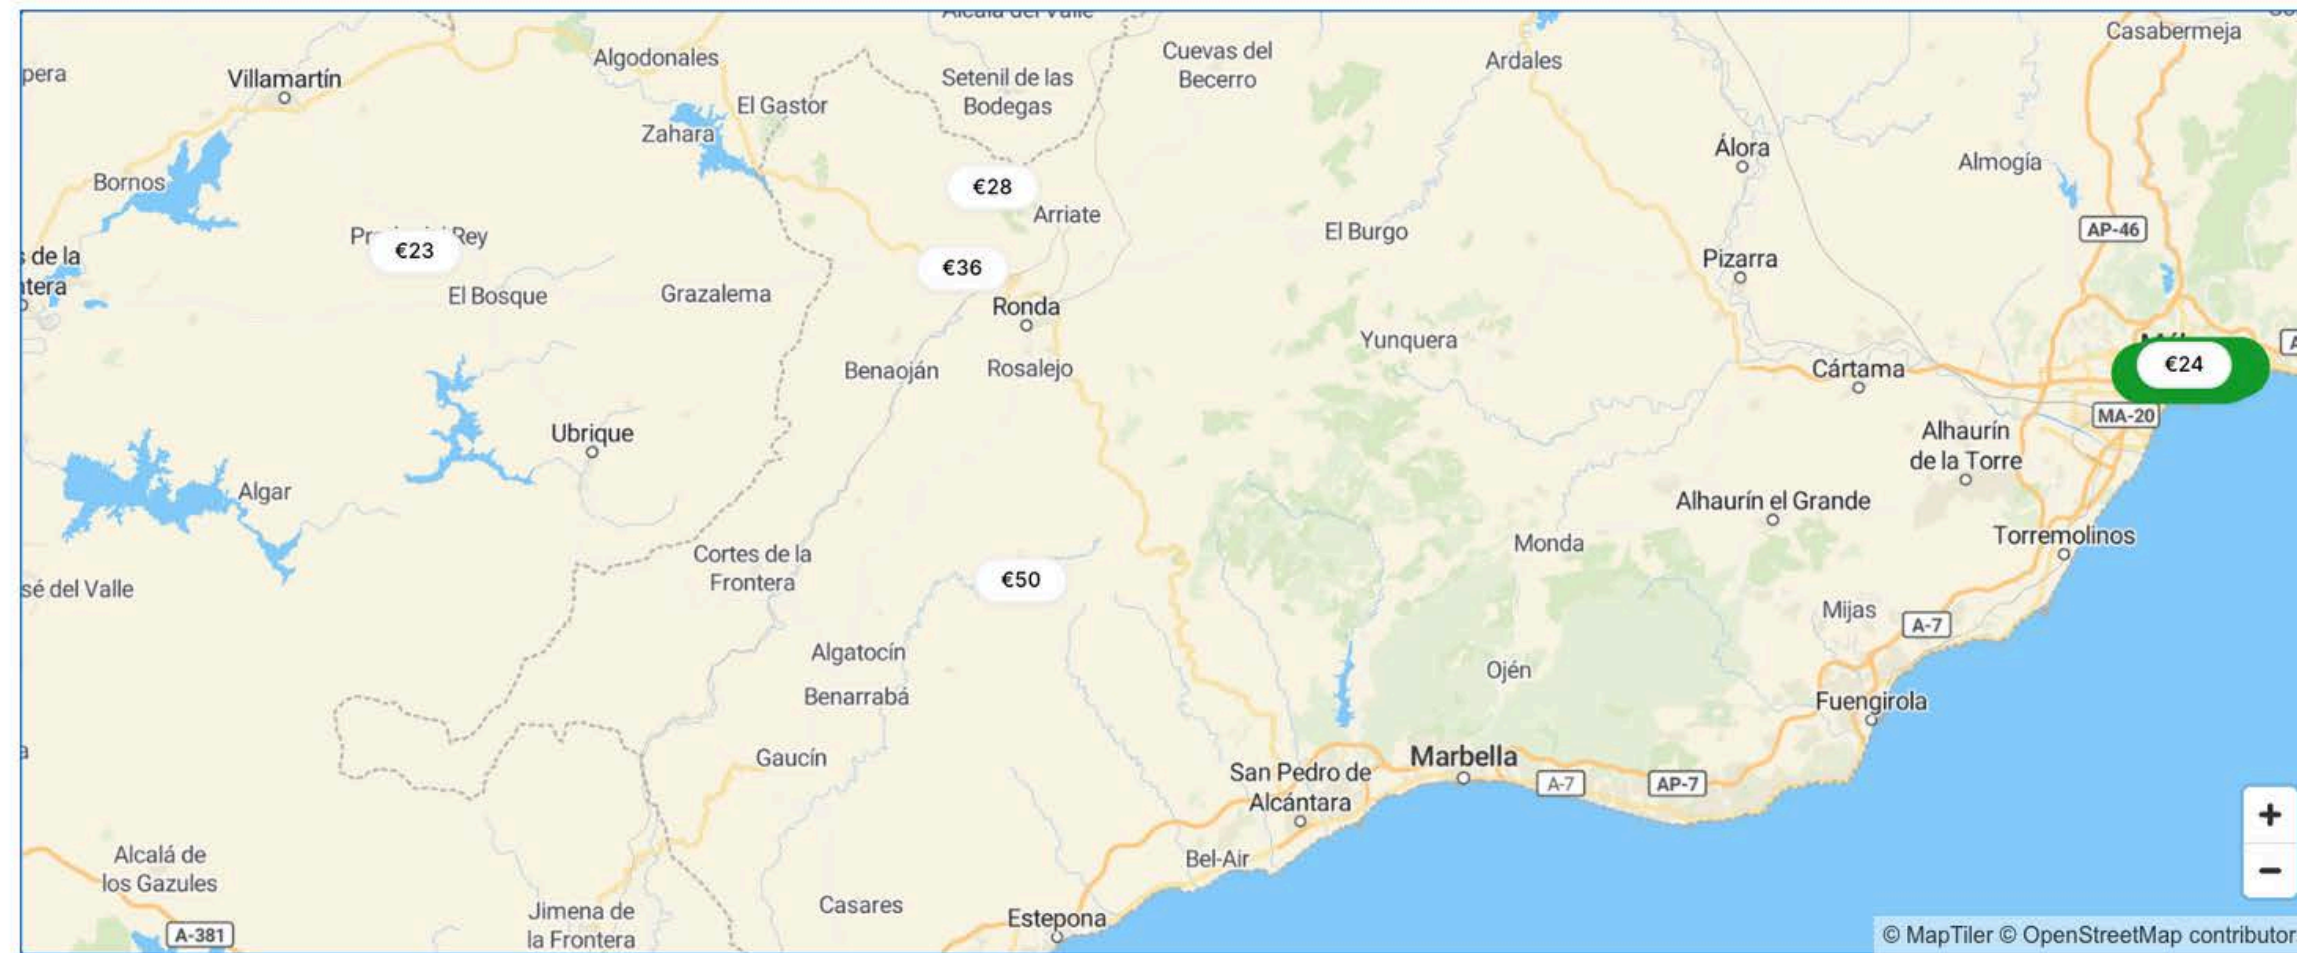 Casabermeja
Cuevas del
Becerro
Algodonales
Ardales
pera
Villamartín
Setenil de las
Bodegas
El Gastor
Zahara
Álora
Almogía
Bornos
€28
Arriate
AP-46
El Burgo
Rey
€23
s de la
tera
Pizarra
€36
El Bosque
Grazalema
Ronda
Yunquera
€24
Benaoján
Rosalejo
Cártama
MA-20
Ubrique
Alhaurín
de la Torre
Algar
Alhaurín el Grande
Torremolinos
Monda
Cortes de la
Frontera
€50
sé del Valle
Mijas
A-7
Algatocín
Ojén
Benarrabá
Fuengirola
Gaucín
Marbella
San Pedro de
Alcántara
A-7
AP-7
+
Alcalá de
los Gazules
Bel-Air
−
Casares
Jimena de
la Frontera
Estepona
A-381
© MapTiler © OpenStreetMap contributor